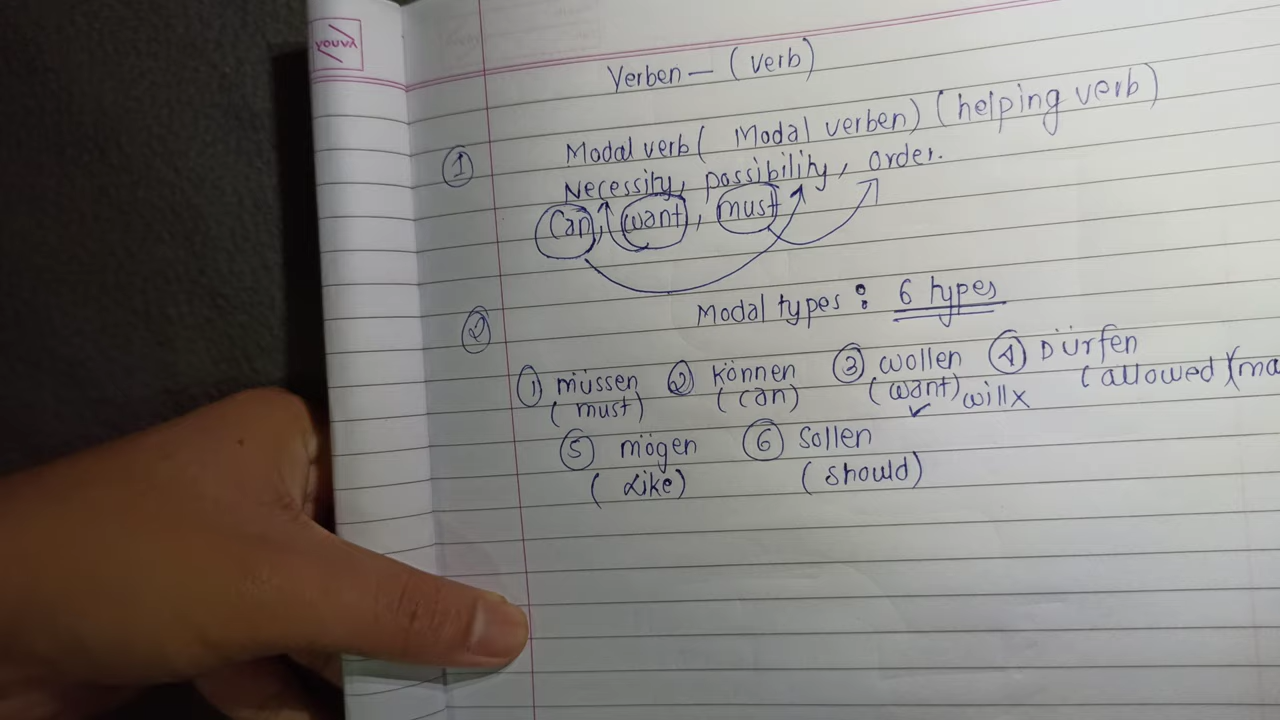 YOUVA
Verben — (verb)
① Modal verb ( Modal verben) (helping verb)
Necessity, possibility, order.
Can, want, must
② Modal types : 6 types
① müssen ② können ③ wollen ④ Dürfen
(must) (can) (want) ✓ willx (allowed)(ma
⑤ mögen ⑥ sollen
(Like) (should)